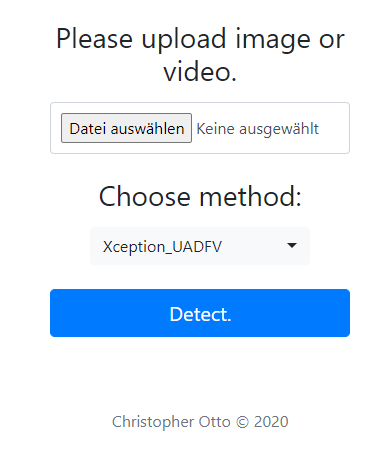 Please upload image or
video.
Datei auswählen Keine ausgewählt
Choose method:
Xception_UADFV
Detect.
Christopher Otto © 2020